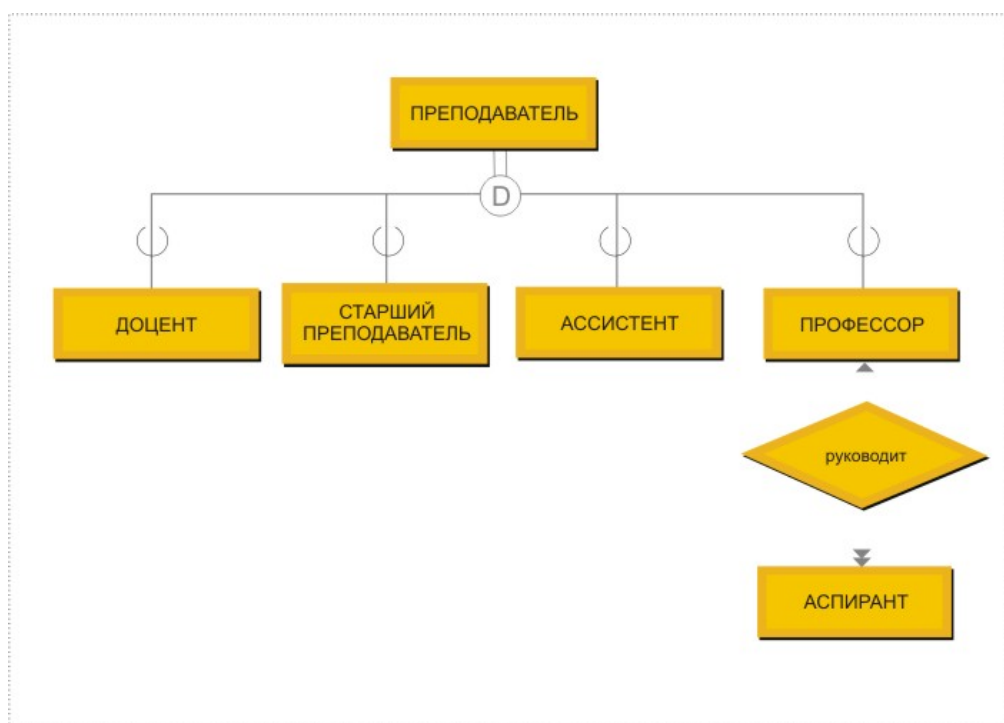 ПРЕПОДАВАТЕЛЬ
D
ДОЦЕНТ
СТАРШИЙ
ПРЕПОДАВАТЕЛЬ
АССИСТЕНТ
ПРОФЕССОР
руководит
АСПИРАНТ